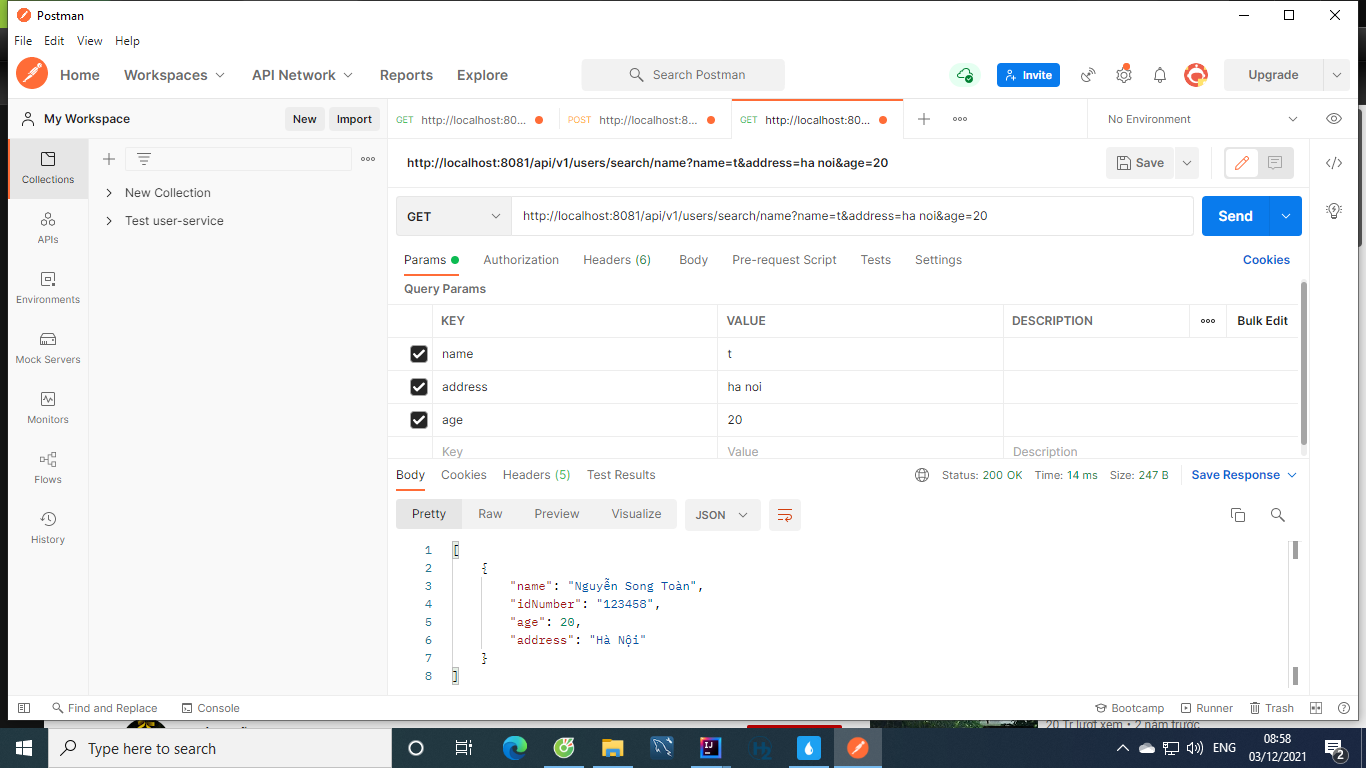 Postman
File Edit View Help
Home Workspaces API Network Reports Explore Search Postman Invite Upgrade
My Workspace New Import GET http://localhost:80... POST http://localhost:8... GET http://localhost:80... No Environment
Collections
APIs
Environments
Mock Servers
Monitors
Flows
History
New Collection
Test user-service
http://localhost:8081/api/v1/users/search/name?name=t&address=ha noi&age=20 Save
GET http://localhost:8081/api/v1/users/search/name?name=t&address=ha noi&age=20 Send
Params Authorization Headers (6) Body Pre-request Script Tests Settings Cookies
Query Params
KEY VALUE DESCRIPTION Bulk Edit
name t
address ha noi
age 20
Key Value Description
Body Cookies Headers (5) Test Results Status: 200 OK Time: 14 ms Size: 247 B Save Response
Pretty Raw Preview Visualize JSON
1 [
2 {
3 "name": "Nguyễn Song Toàn",
4 "idNumber": "123458",
5 "age": 20,
6 "address": "Hà Nội"
7 }
8 ]
Find and Replace Console Bootcamp Runner Trash
20 Tr lượt xem • 2 năm trước
Type here to search ENG 08:58
03/12/2021 2